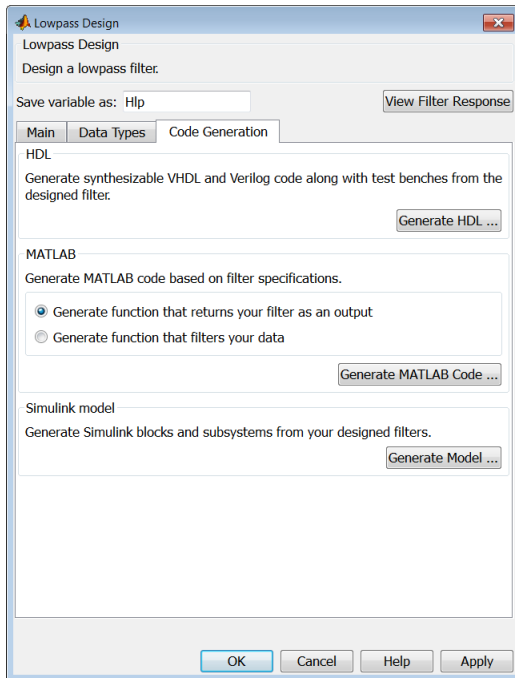 Lowpass Design
Lowpass Design
Design a lowpass filter.
Save variable as: Hlp View Filter Response
Main Data Types Code Generation
HDL
Generate synthesizable VHDL and Verilog code along with test benches from the
designed filter.
Generate HDL ...
MATLAB
Generate MATLAB code based on filter specifications.
Generate function that returns your filter as an output
Generate function that filters your data
Generate MATLAB Code ...
Simulink model
Generate Simulink blocks and subsystems from your designed filters.
Generate Model ...
OK Cancel Help Apply